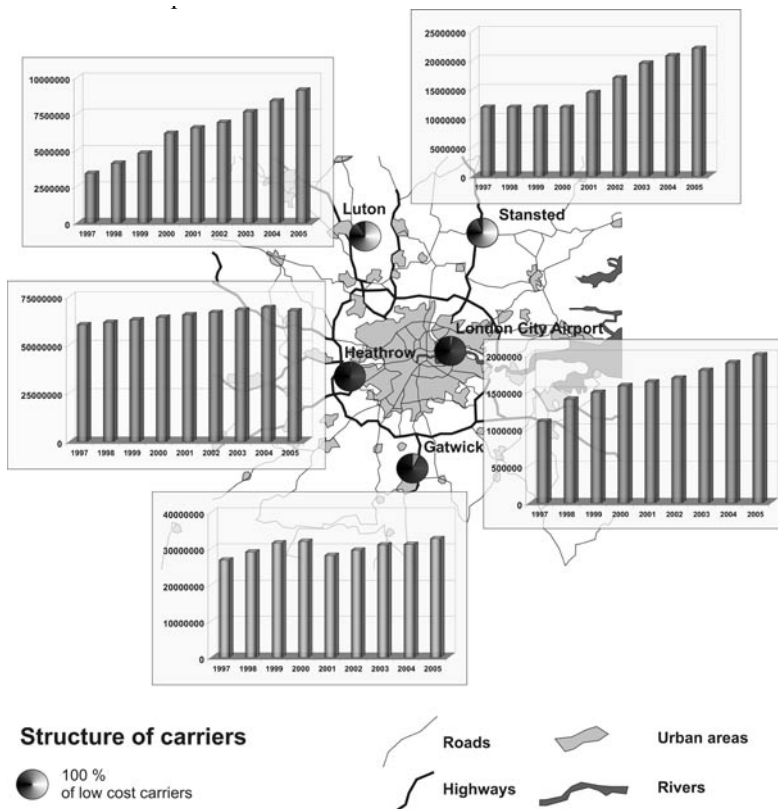 25000000
20000000
15000000
10000000
5000000
0
1997 1998 1999 2000 2001 2002 2003 2004 2005
10000000
7500000
5000000
2500000
0
1997 1998 1999 2000 2001 2002 2003 2004 2005
Luton
Stansted
75000000
50000000
25000000
0
1997 1998 1999 2000 2001 2002 2003 2004 2005
London City Airport
Heathrow
2000000
1500000
1000000
500000
0
1997 1998 1999 2000 2001 2002 2003 2004 2005
Gatwick
40000000
30000000
20000000
10000000
0
1997 1998 1999 2000 2001 2002 2003 2004 2005
Structure of carriers
100 %
of low cost carriers
Roads
Urban areas
Highways
Rivers